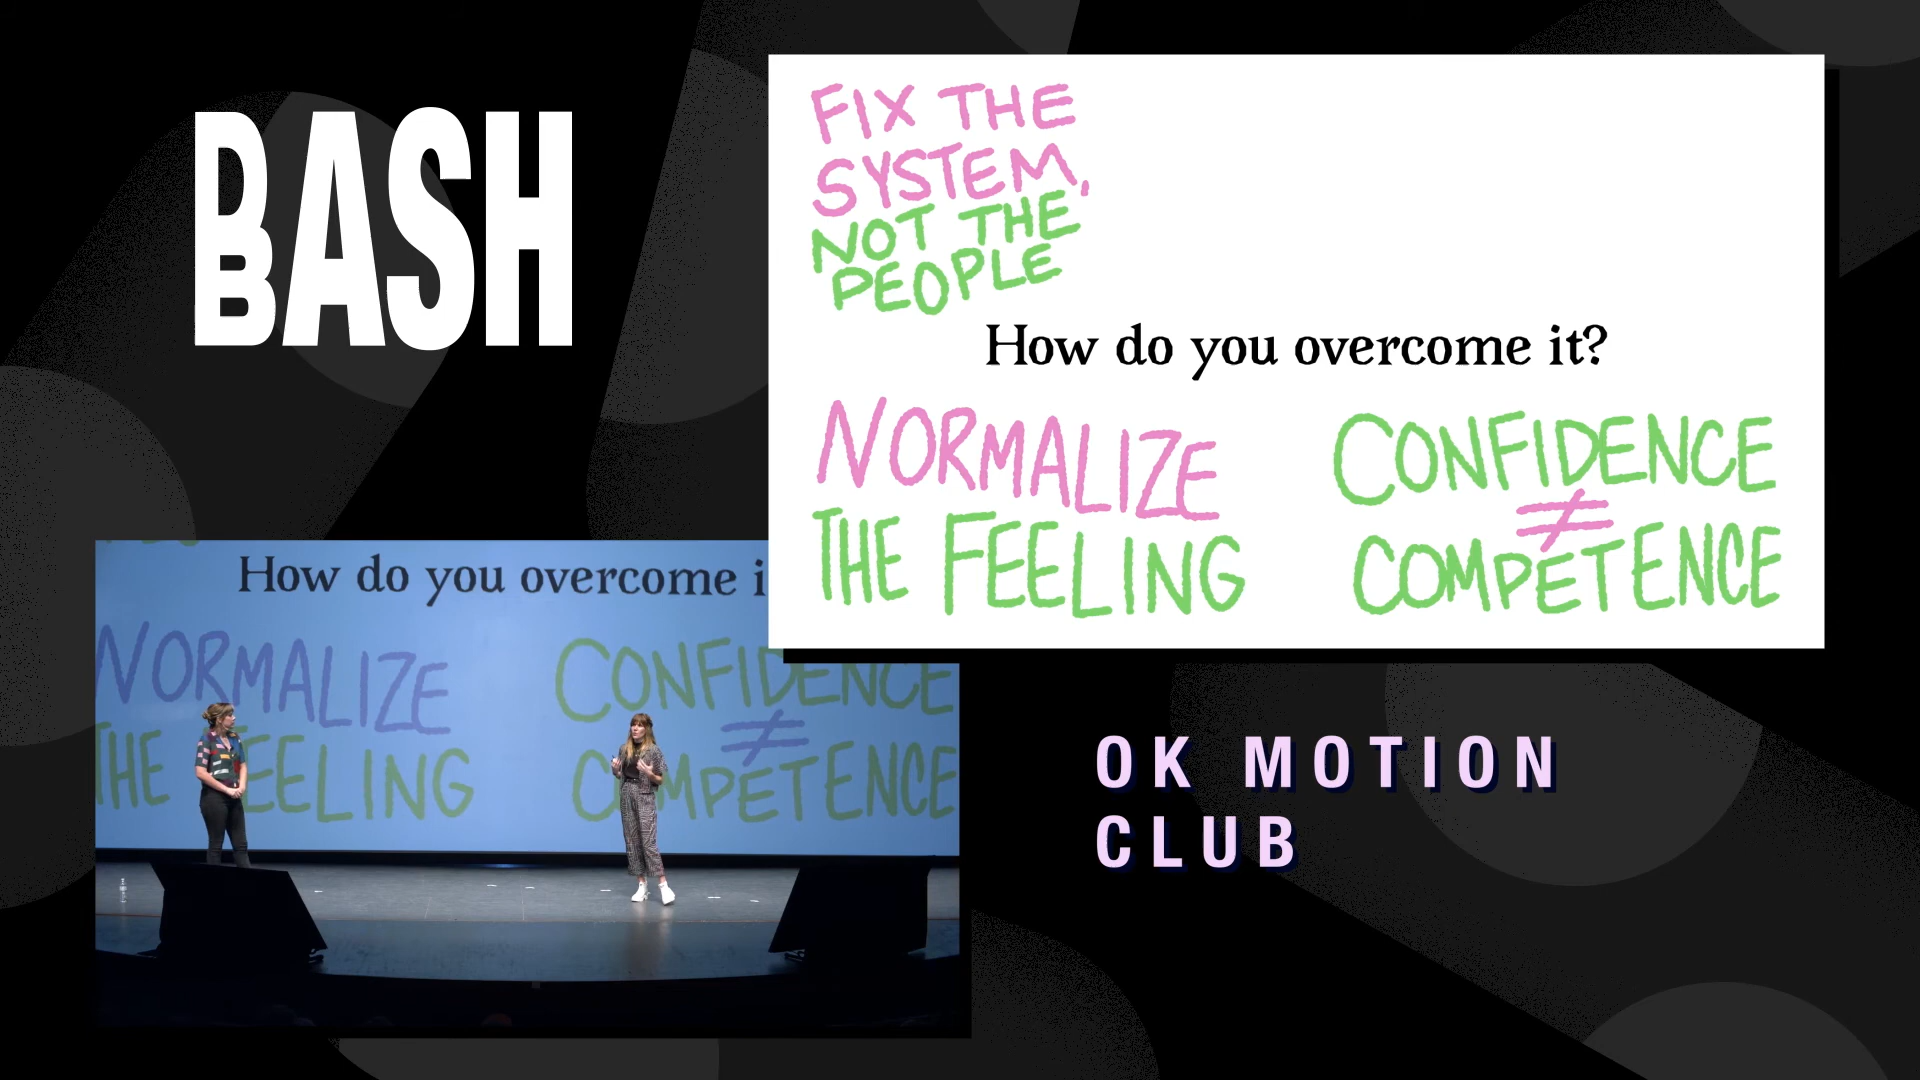 DBASH
FIX THE
SYSTEM,
NOT THE
PEOPLE
How do you overcome it?
NORMALIZE
THE FEELING
CONFIDENCE
≠
COMPETENCE
How do you overcome i
NORMALIZE
THE FEELING
CONFIDENCE
≠
COMPETENCE
OK MOTION
CLUB